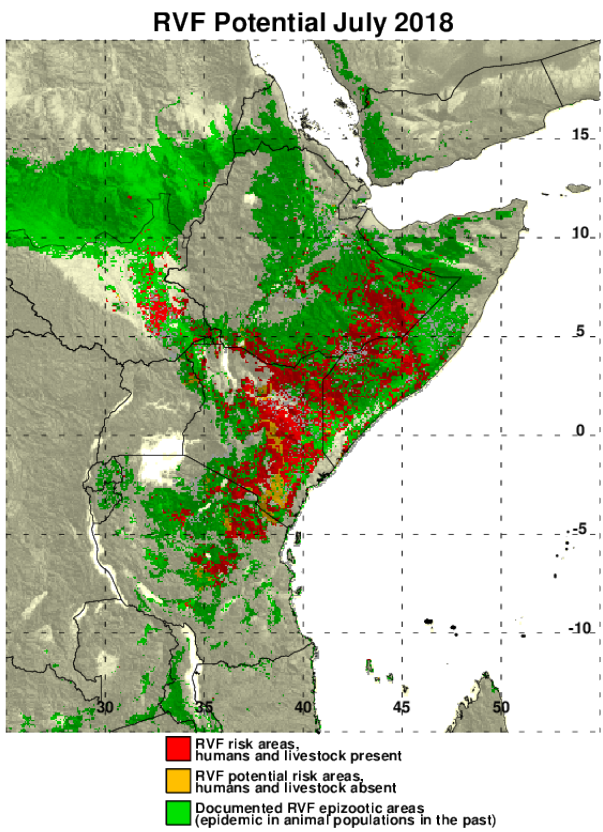 RVF Potential July 2018
15
10
5
0
-5
-10
30 35 40 45 50
RVF risk areas,
humans and livestock present
RVF potential risk areas,
humans and livestock absent
Documented RVF epizootic areas
(epidemic in animal populations in the past)